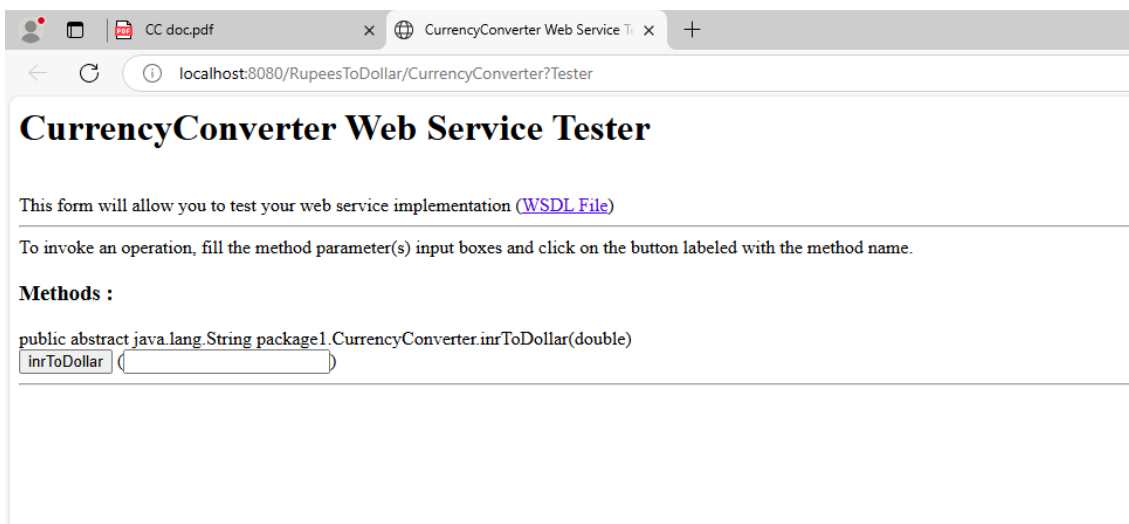 CC doc.pdf
CurrencyConverter Web Service Te
localhost:8080/RupeesToDollar/CurrencyConverter?Tester
CurrencyConverter Web Service Tester
This form will allow you to test your web service implementation (WSDL File)
To invoke an operation, fill the method parameter(s) input boxes and click on the button labeled with the method name.
Methods :
public abstract java.lang.String package1.CurrencyConverter.inrToDollar(double)
inrToDollar ( )